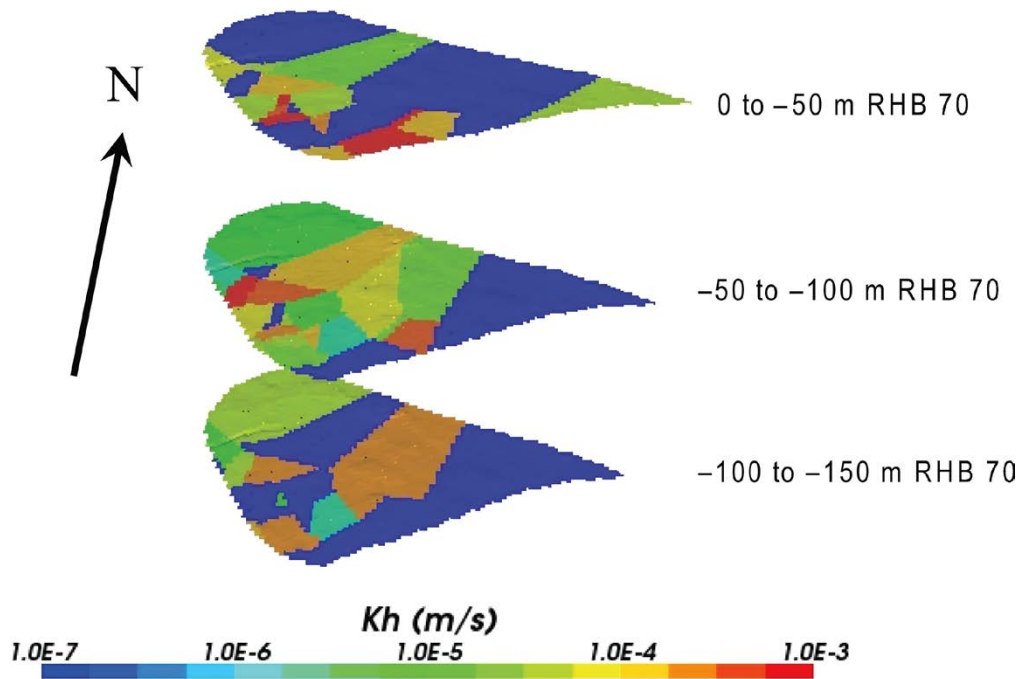 N
0 to –50 m RHB 70
–50 to –100 m RHB 70
–100 to –150 m RHB 70
Kh (m/s)
1.0E-7 1.0E-6 1.0E-5 1.0E-4 1.0E-3